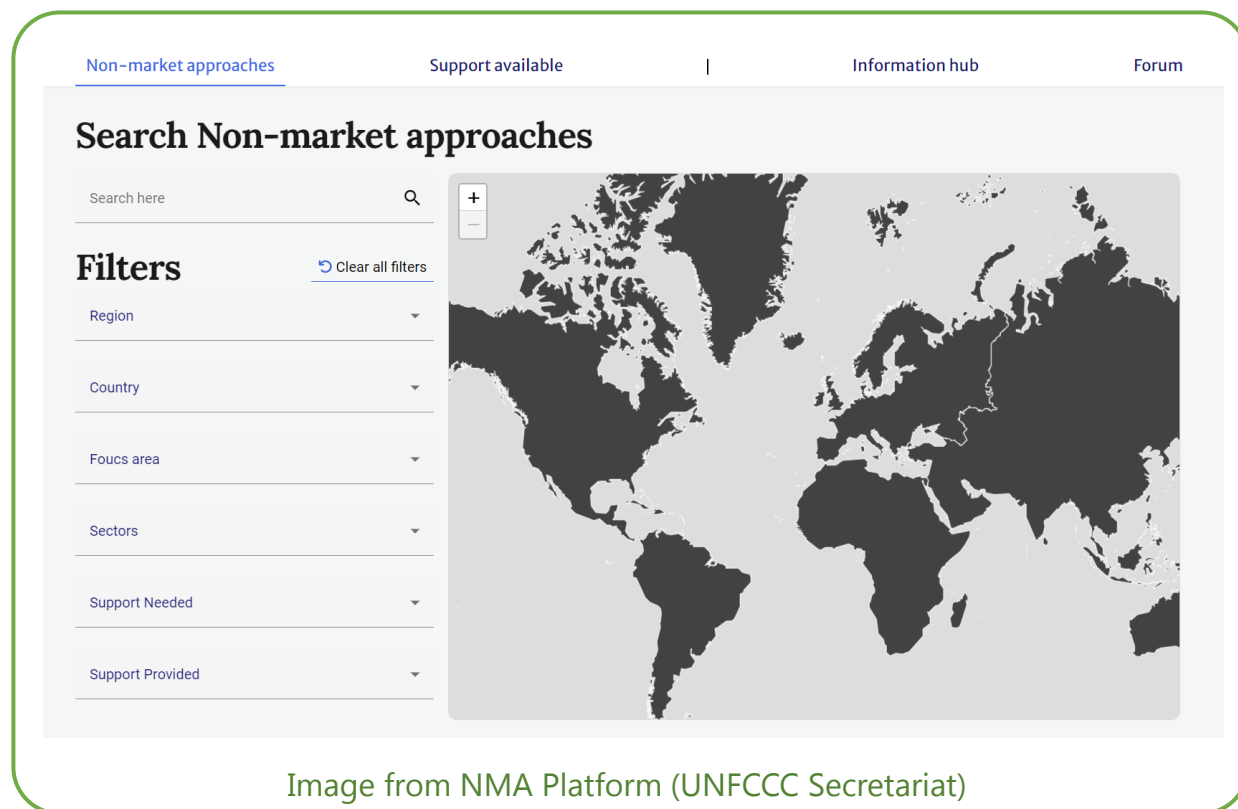 Non-market approaches Support available | Information hub Forum
Search Non-market approaches
Search here
Filters Clear all filters
Region
Country
Foucs area
Sectors
Support Needed
Support Provided
+
−
Image from NMA Platform (UNFCCC Secretariat)